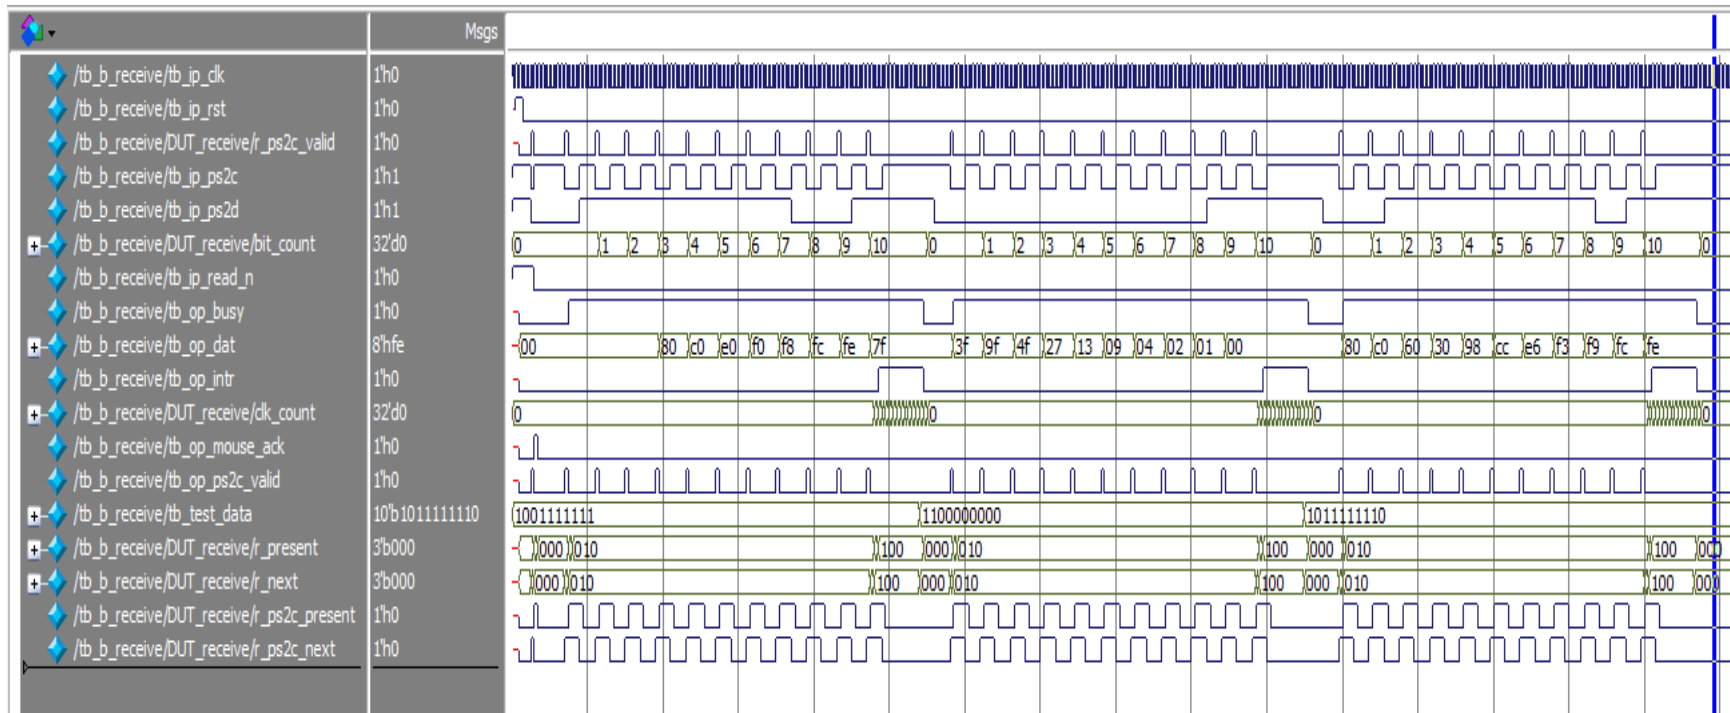 Msgs
/tb_b_receive/tb_ip_clk 1'h0
/tb_b_receive/tb_ip_rst 1'h0
/tb_b_receive/DUT_receive/r_ps2c_valid 1'h0
/tb_b_receive/tb_ip_ps2c 1'h1
/tb_b_receive/tb_ip_ps2d 1'h1
/tb_b_receive/DUT_receive/bit_count 32'd0 0 1 2 3 4 5 6 7 8 9 10 0 1 2 3 4 5 6 7 8 9 10 0 1 2 3 4 5 6 7 8 9 10 0
/tb_b_receive/tb_ip_read_n 1'h0
/tb_b_receive/tb_op_busy 1'h0
/tb_b_receive/tb_op_dat 8'hfe 00 80 c0 e0 f0 f8 fc fe 7f 3f 9f 4f 27 13 09 04 02 01 00 80 c0 60 30 98 cc e6 f3 f9 fc fe
/tb_b_receive/tb_op_intr 1'h0
/tb_b_receive/DUT_receive/clk_count 32'd0 0 0 0 0
/tb_b_receive/tb_op_mouse_ack 1'h0
/tb_b_receive/tb_op_ps2c_valid 1'h0
/tb_b_receive/tb_test_data 10'b1011111110 1001111111 1100000000 1011111110
/tb_b_receive/DUT_receive/r_present 3'b000 000 010 100 000 010 100 000 010 100 000
/tb_b_receive/DUT_receive/r_next 3'b000 000 010 100 000 010 100 000 010 100 000
/tb_b_receive/DUT_receive/r_ps2c_present 1'h0
/tb_b_receive/DUT_receive/r_ps2c_next 1'h0